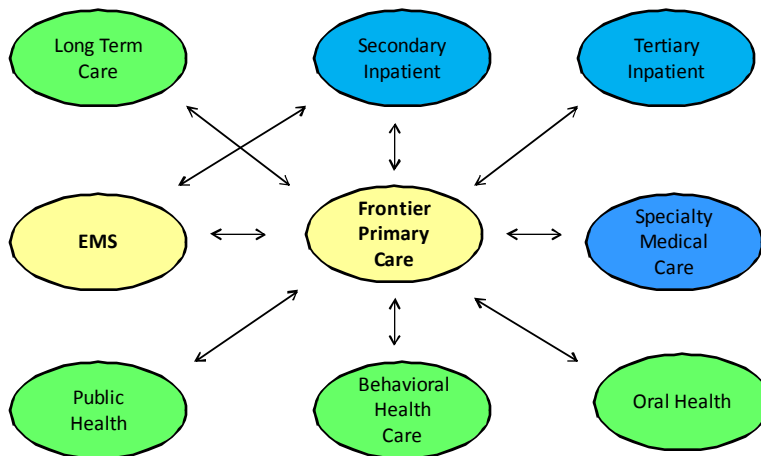 Long Term
Care
Secondary
Inpatient
Tertiary
Inpatient
EMS
Frontier
Primary
Care
Specialty
Medical
Care
Public
Health
Behavioral
Health
Care
Oral Health